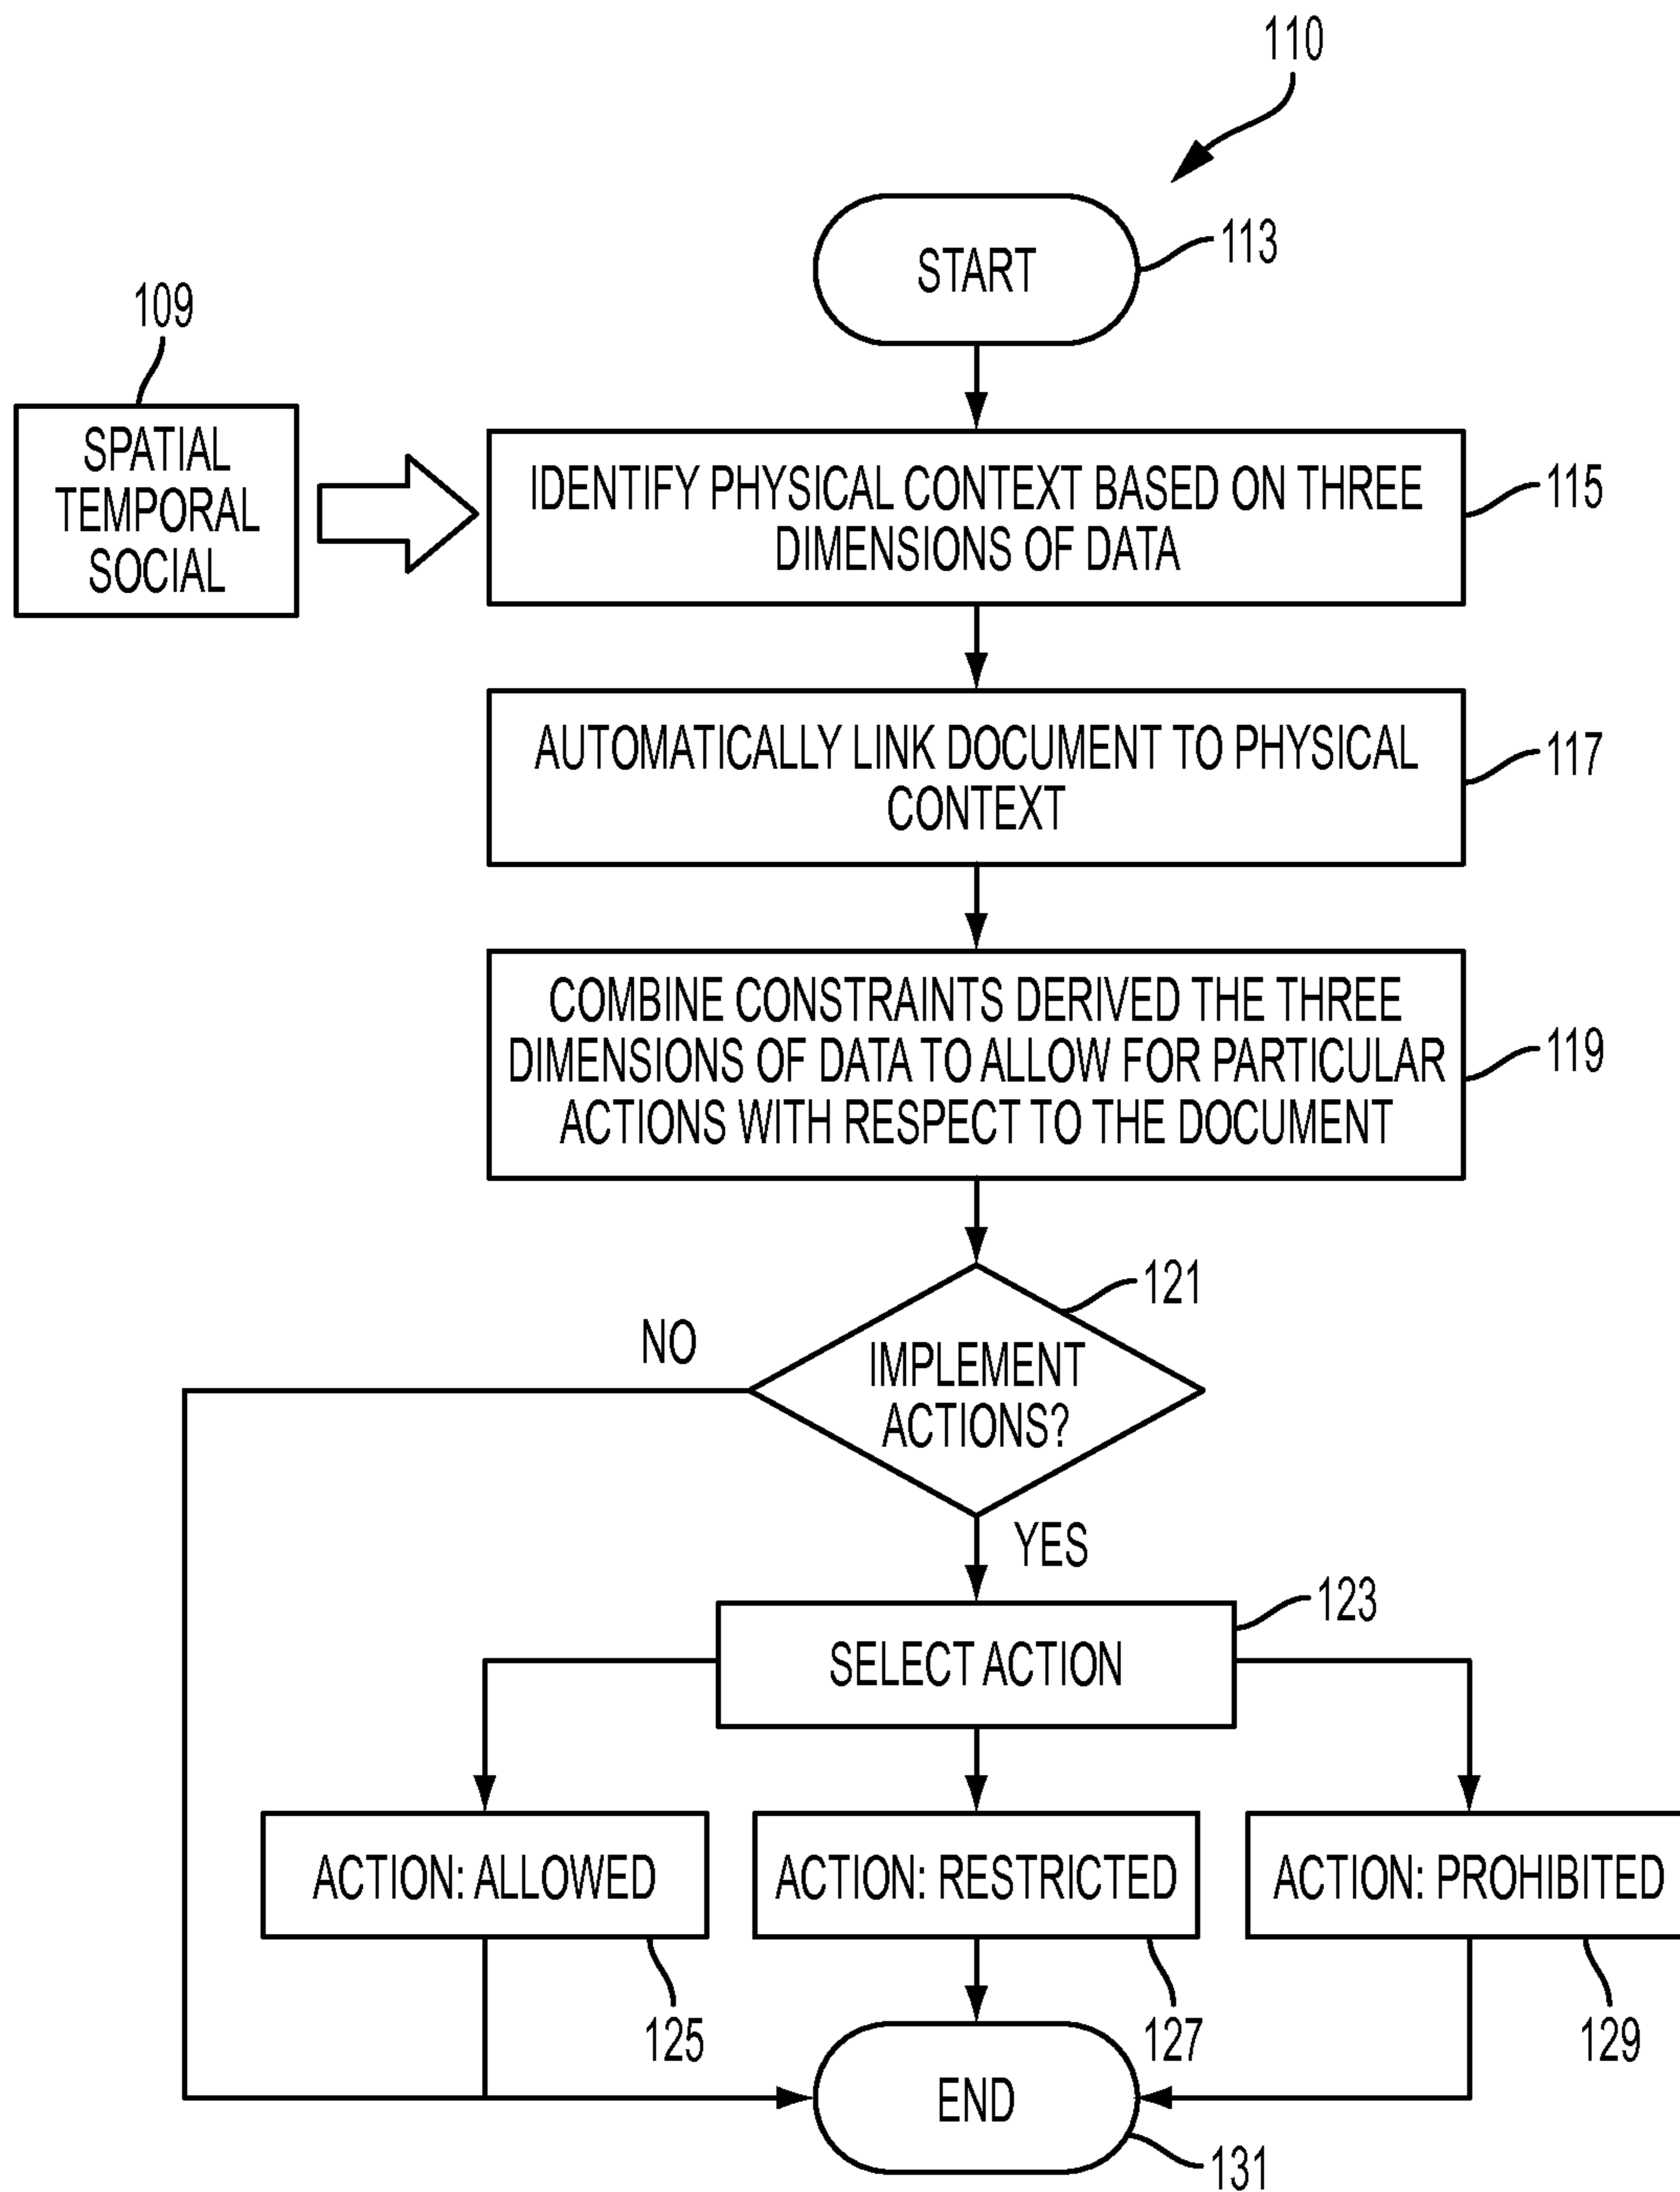 110
START
113
109
SPATIAL
TEMPORAL
SOCIAL
IDENTIFY PHYSICAL CONTEXT BASED ON THREE
DIMENSIONS OF DATA
115
AUTOMATICALLY LINK DOCUMENT TO PHYSICAL
CONTEXT
117
COMBINE CONSTRAINTS DERIVED THE THREE
DIMENSIONS OF DATA TO ALLOW FOR PARTICULAR
ACTIONS WITH RESPECT TO THE DOCUMENT
119
121
NO
IMPLEMENT
ACTIONS?
YES
123
SELECT ACTION
ACTION: ALLOWED
ACTION: RESTRICTED
ACTION: PROHIBITED
125
127
129
END
131